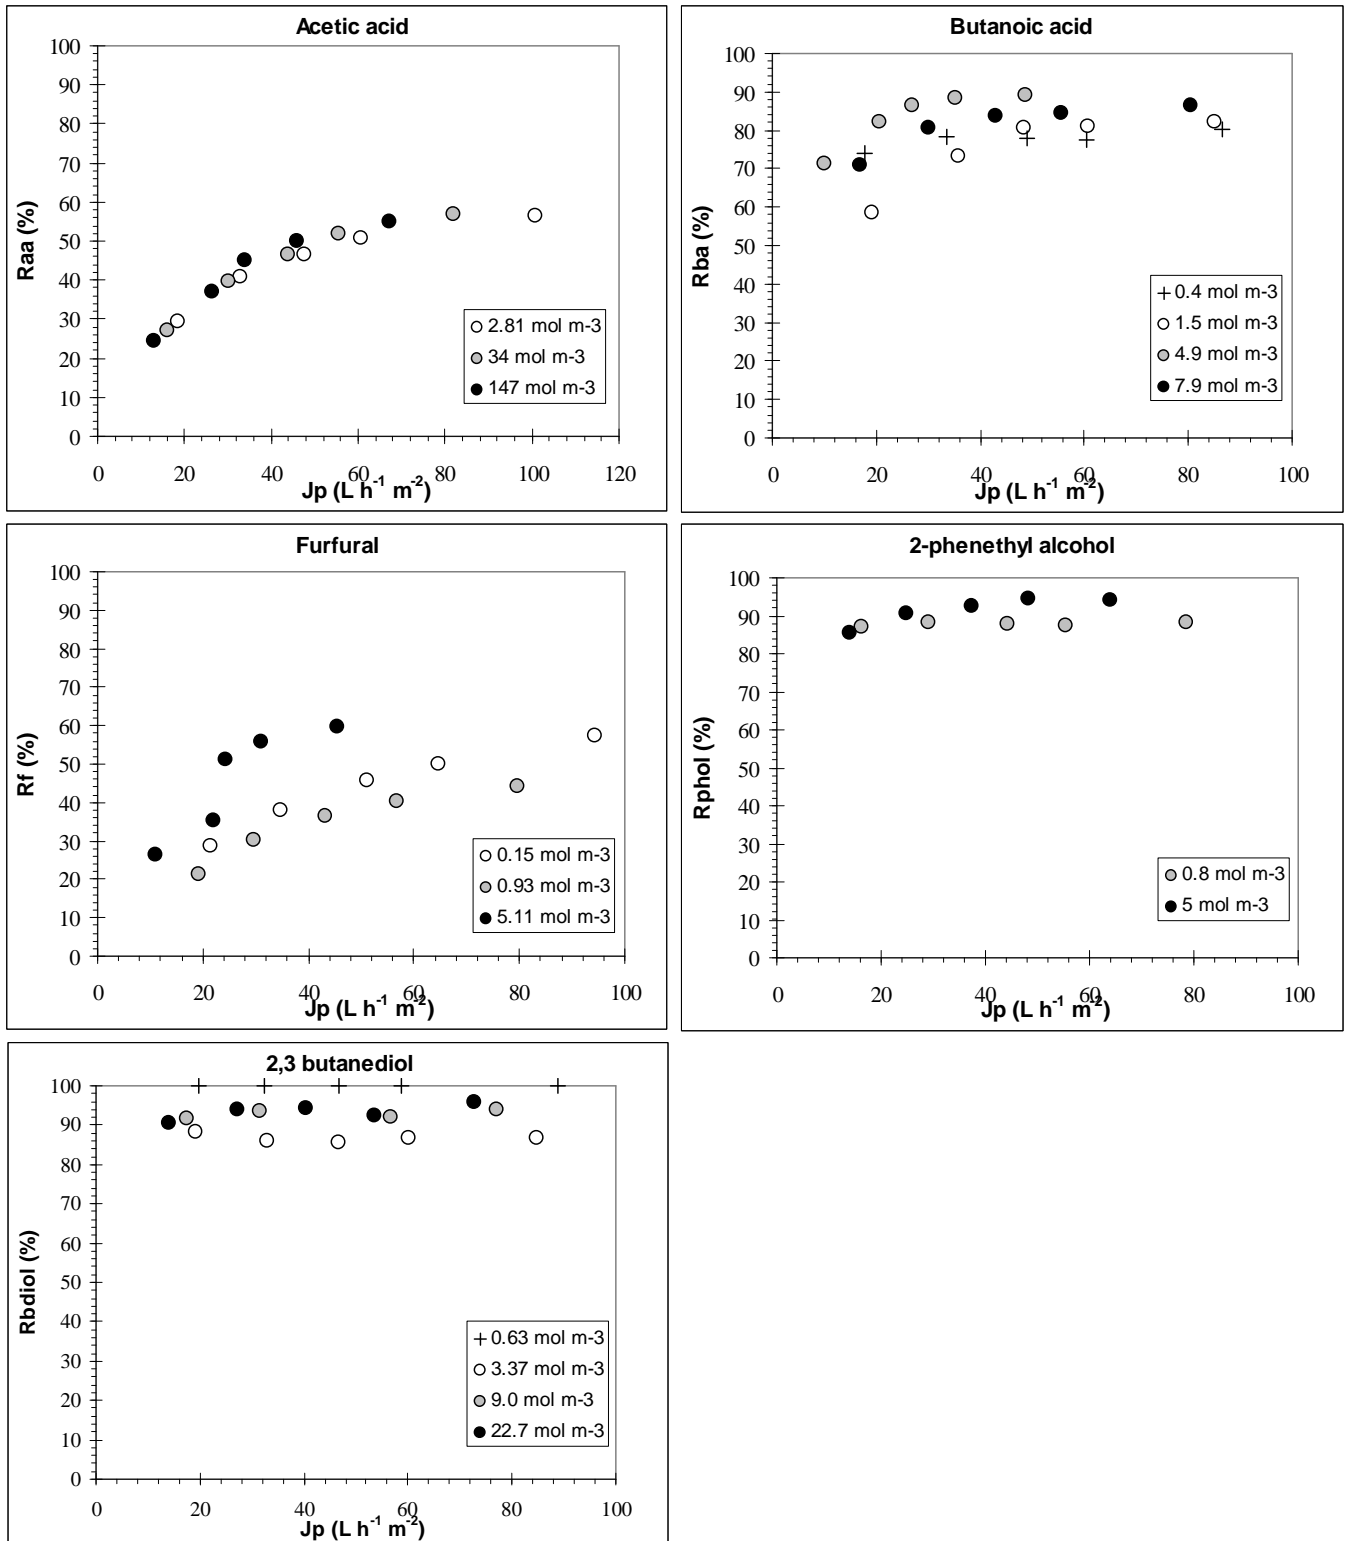 Acetic acid
100
90
80
70
60
50
40
30
20
10
0
Raa (%)
2.81 mol m-3
34 mol m-3
147 mol m-3
0 20 40 60 80 100 120
Jp (L h⁻¹ m⁻²)
Butanoic acid
100
90
80
70
60
50
40
30
20
10
0
Rba (%)
0.4 mol m-3
1.5 mol m-3
4.9 mol m-3
7.9 mol m-3
0 20 40 60 80 100
Jp (L h⁻¹ m⁻²)
Furfural
100
90
80
70
60
50
40
30
20
10
0
Rf (%)
0.15 mol m-3
0.93 mol m-3
5.11 mol m-3
0 20 40 60 80 100
Jp (L h⁻¹ m⁻²)
2-phenethyl alcohol
100
90
80
70
60
50
40
30
20
10
0
Rphol (%)
0.8 mol m-3
5 mol m-3
0 20 40 60 80 100
Jp (L h⁻¹ m⁻²)
2,3 butanediol
100
90
80
70
60
50
40
30
20
10
0
Rbdiol (%)
0.63 mol m-3
3.37 mol m-3
9.0 mol m-3
22.7 mol m-3
0 20 40 60 80 100
Jp (L h⁻¹ m⁻²)